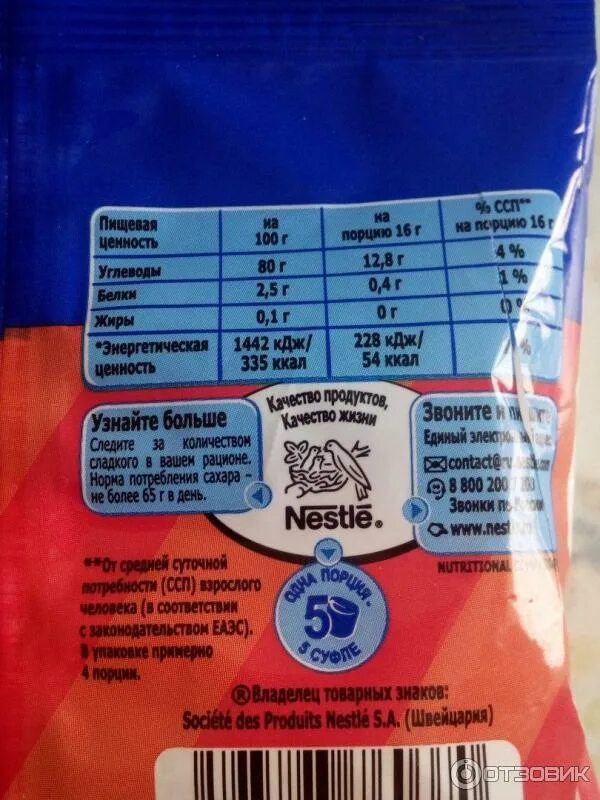 Пищевая ценность на 100 г на порцию 16 г % ССП** на порцию 16 г
Углеводы 80 г 12,8 г 4 %
Белки 2,5 г 0,4 г 1 %
Жиры 0,1 г 0 г 0 %
*Энергетическая ценность 1442 кДж/ 335 ккал 228 кДж/ 54 ккал %
Качество продуктов,
Качество жизни
Nestlé®
Узнайте больше
Следите за количеством
сладкого в вашем рационе.
Норма потребления сахара –
не более 65 г в день.
Звоните и
Единый
contact@ru.
8 800 200
Звонки по
www.nestle
NUTRITIONAL
ОДНА ПОРЦИЯ -
5
5 СУФЛЕ
**От средней суточной
потребности (ССП) взрослого
человека (в соответствии
с законодательством ЕАЭС).
В упаковке примерно
4 порции.
®Владелец товарных знаков:
Société des Produits Nestlé S.A. (Швейцария)
ОТЗОВИК